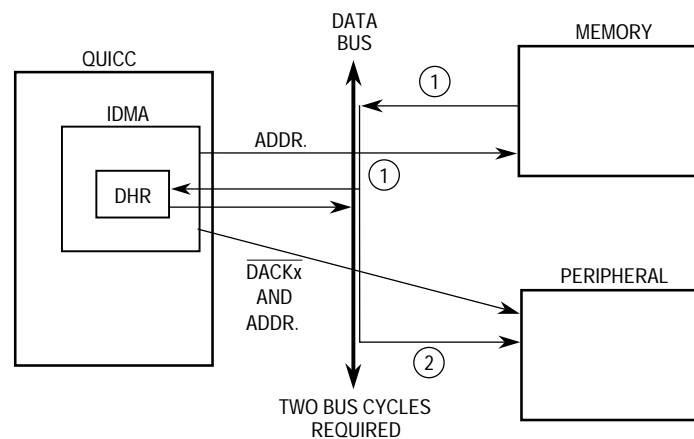 DATA
BUS
MEMORY
QUICC
1
IDMA
ADDR.
1
DHR
DACKx
AND
ADDR.
PERIPHERAL
2
TWO BUS CYCLES
REQUIRED